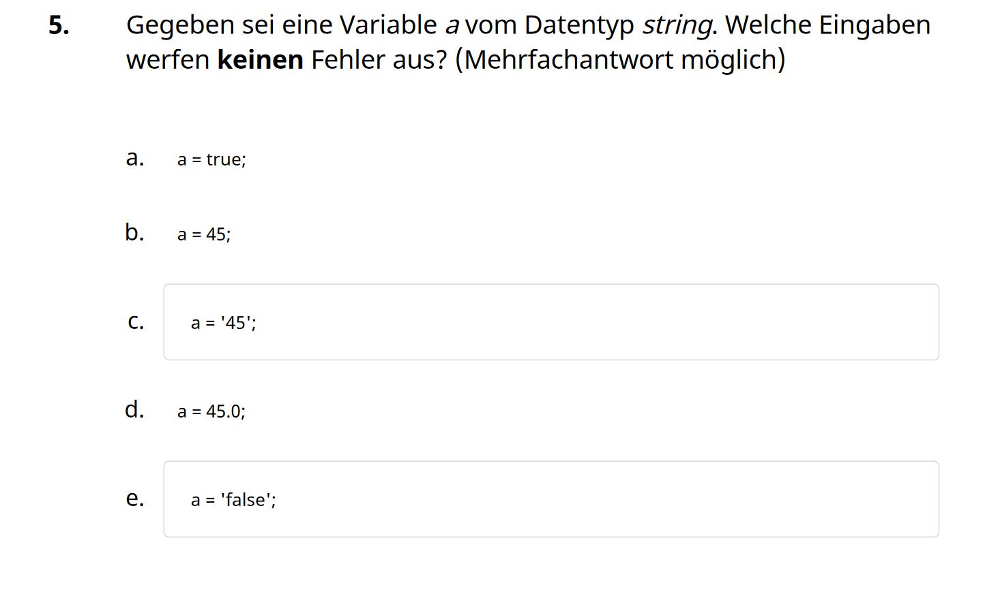 5. Gegeben sei eine Variable a vom Datentyp string. Welche Eingaben
werfen keinen Fehler aus? (Mehrfachantwort möglich)
a. a = true;
b. a = 45;
c. a = '45';
d. a = 45.0;
e. a = 'false';